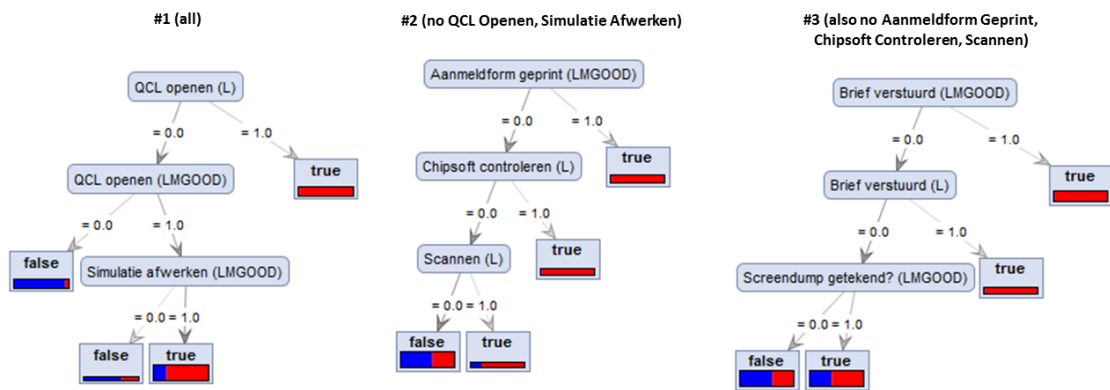 #1 (all)
QCL openen (L)
= 0.0
= 1.0
QCL openen (LMGOOD)
true
= 0.0
= 1.0
false
Simulatie afwerken (LMGOOD)
= 0.0
= 1.0
false
true
#2 (no QCL Openen, Simulatie Afwerken)
Aanmeldform geprint (LMGOOD)
= 0.0
= 1.0
Chipsoft controleren (L)
true
= 0.0
= 1.0
Scannen (L)
true
= 0.0
= 1.0
false
true
#3 (also no Aanmeldform Geprint,
Chipsoft Controleren, Scannen)
Brief verstuurd (LMGOOD)
= 0.0
= 1.0
Brief verstuurd (L)
true
= 0.0
= 1.0
Screendump getekend? (LMGOOD)
true
= 0.0
= 1.0
false
true